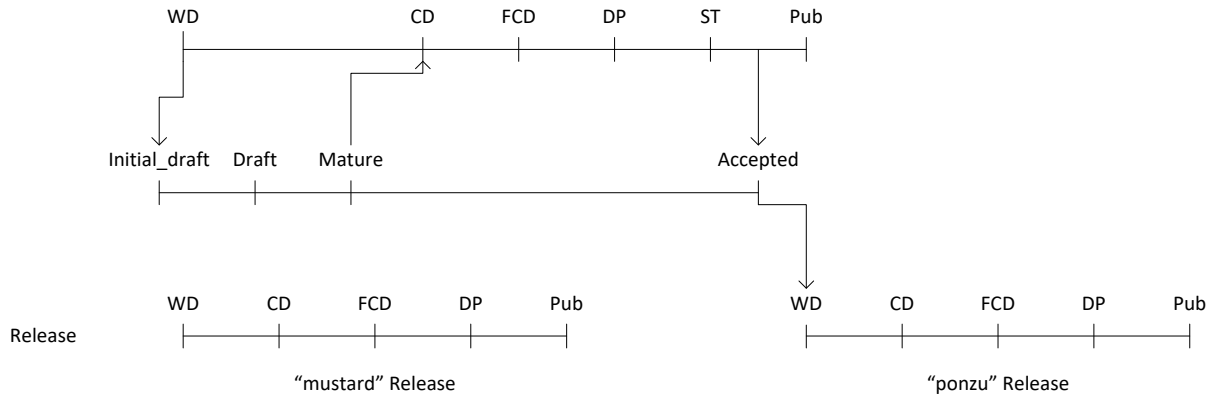 WD CD FCD DP ST Pub
Initial_draft Draft Mature Accepted
WD CD FCD DP Pub WD CD FCD DP Pub
Release
“mustard” Release “ponzu” Release